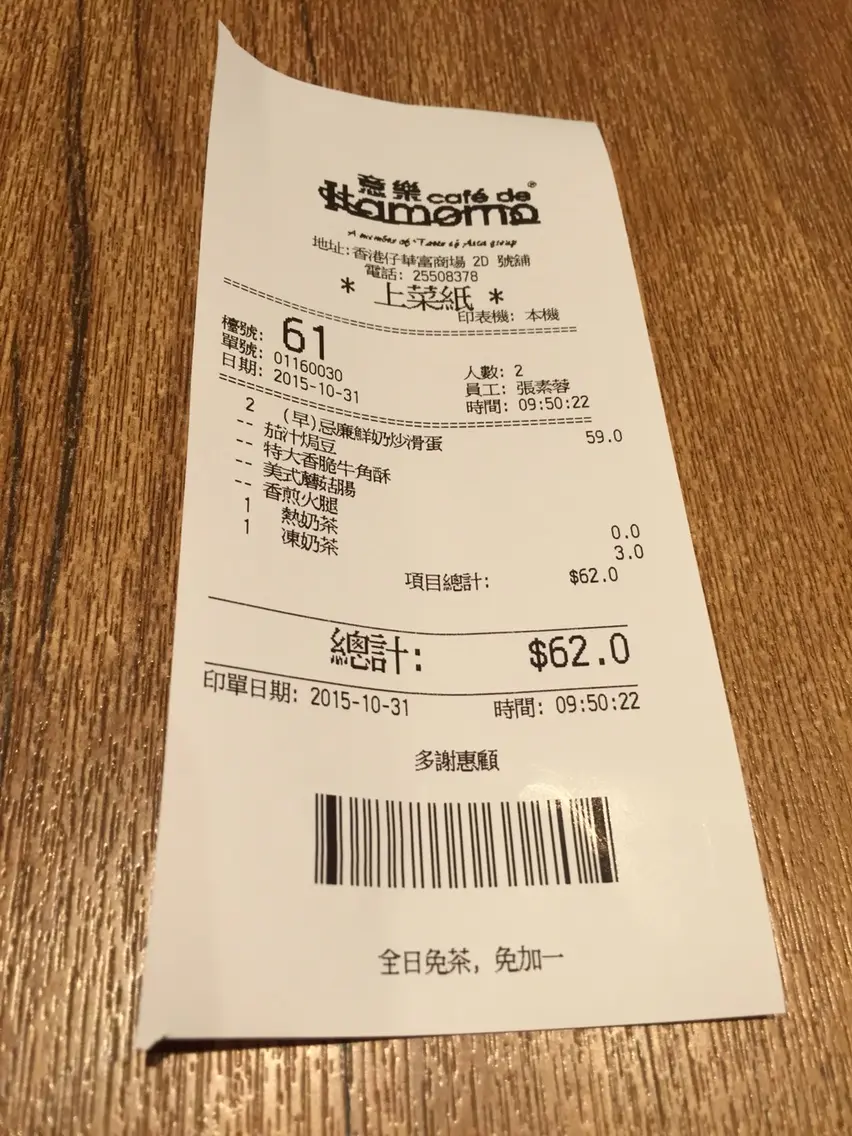 意樂 café de
Itamomo
A member of "Taste of Asia group
地址:香港仔華富商場 2D 號舖
電話: 25508378
* 上菜紙 *
印表機: 本機
檯號: 61
單號: 01160030 人數: 2
日期: 2015-10-31 員工: 張素蓉
時間: 09:50:22
2 (早)忌廉鮮奶炒滑蛋 59.0
-- 茄汁焗豆
-- 特大香脆牛角酥
-- 美式蘑菇腸
-- 香煎火腿
1 熱奶茶 0.0
1 凍奶茶 3.0
項目總計: $62.0
總計: $62.0
印單日期: 2015-10-31 時間: 09:50:22
多謝惠顧
全日免茶, 免加一